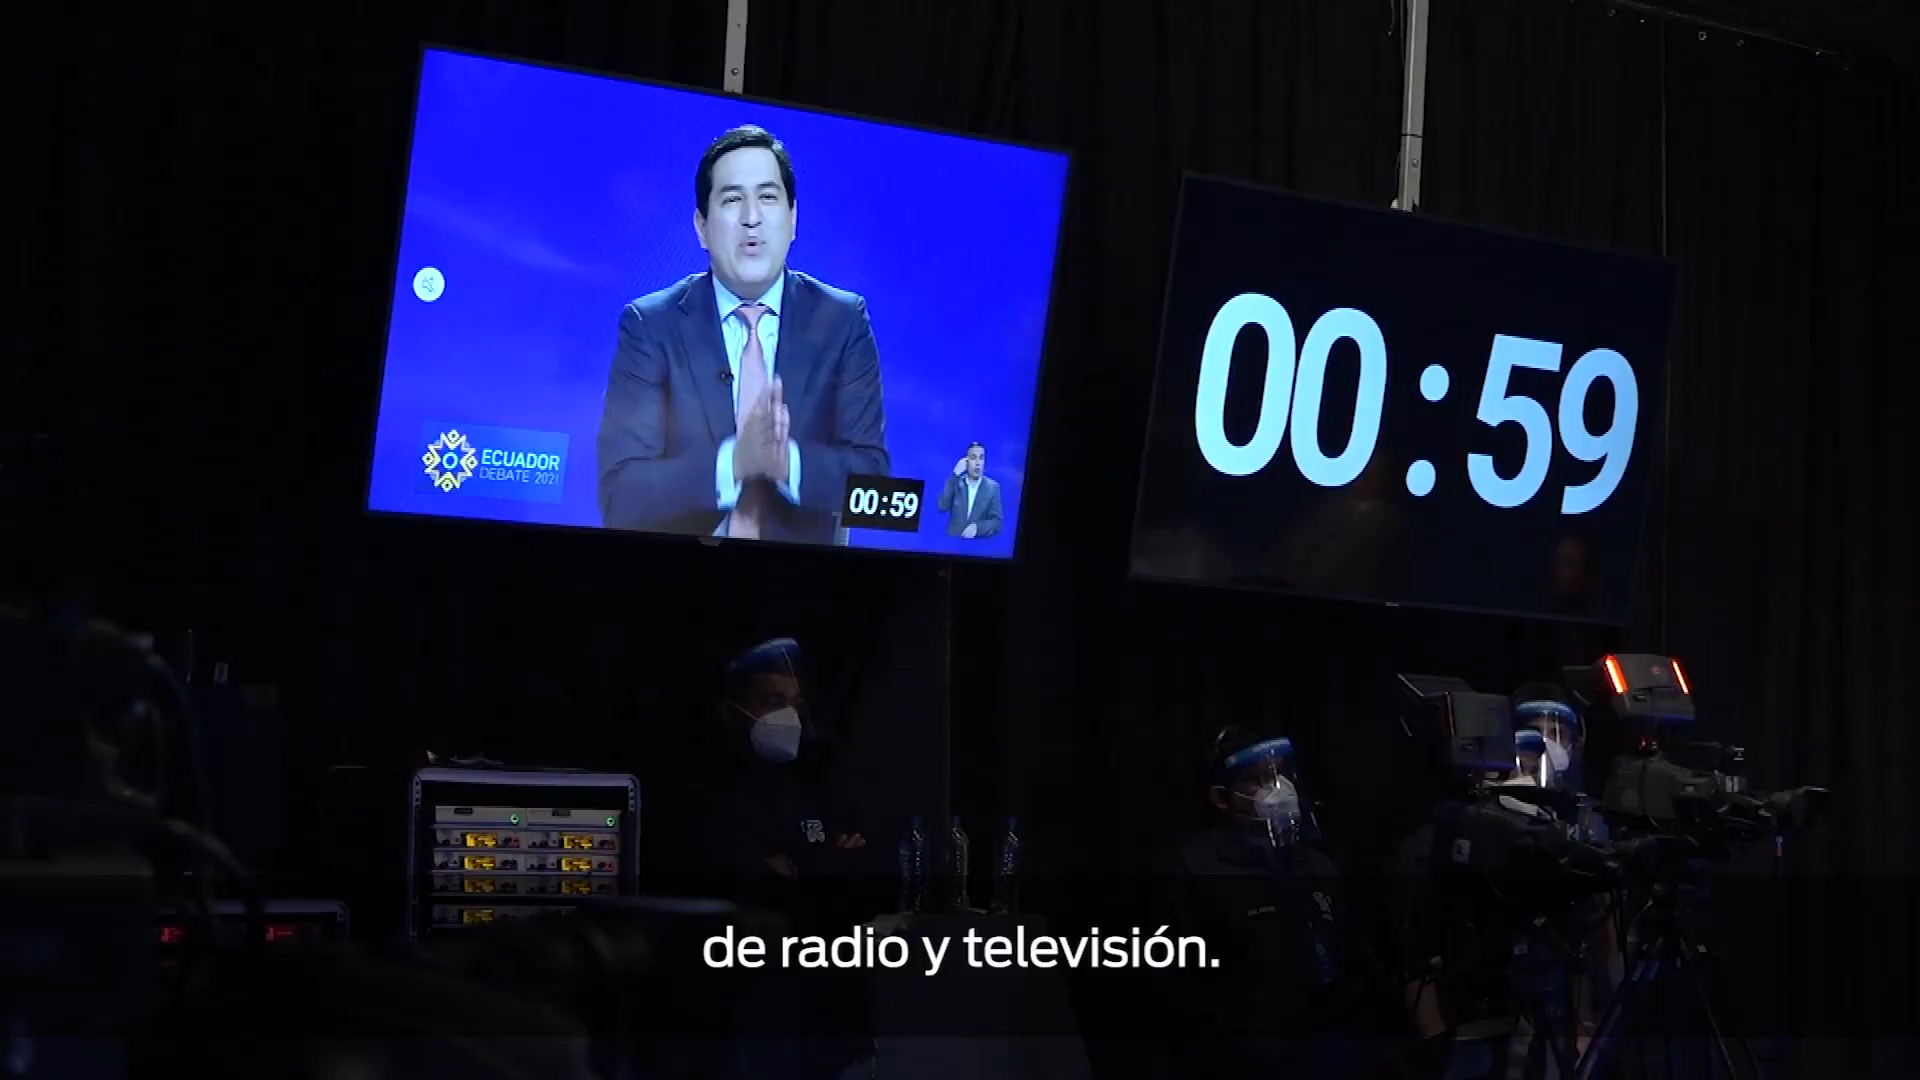 ECUADOR
DEBATE 2021
00:59
00:59
de radio y televisión.